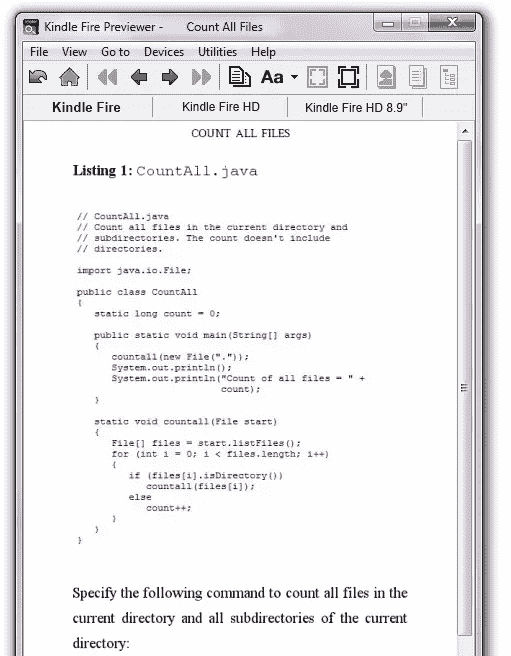 Kindle Fire Previewer - Count All Files
File View Go to Devices Utilities Help
Aa
Kindle Fire Kindle Fire HD Kindle Fire HD 8.9"
COUNT ALL FILES
Listing 1: CountAll.java
// CountAll.java
// Count all files in the current directory and
// subdirectories. The count doesn't include
// directories.
import java.io.File;
public class CountAll
{
static long count = 0;
public static void main(String[] args)
{
countall(new File("."));
System.out.println();
System.out.println("Count of all files = " +
count);
}
static void countall(File start)
{
File[] files = start.listFiles();
for (int i = 0; i < files.length; i++)
{
if (files[i].isDirectory())
countall(files[i]);
else
count++;
}
}
}
Specify the following command to count all files in the
current directory and all subdirectories of the current
directory: